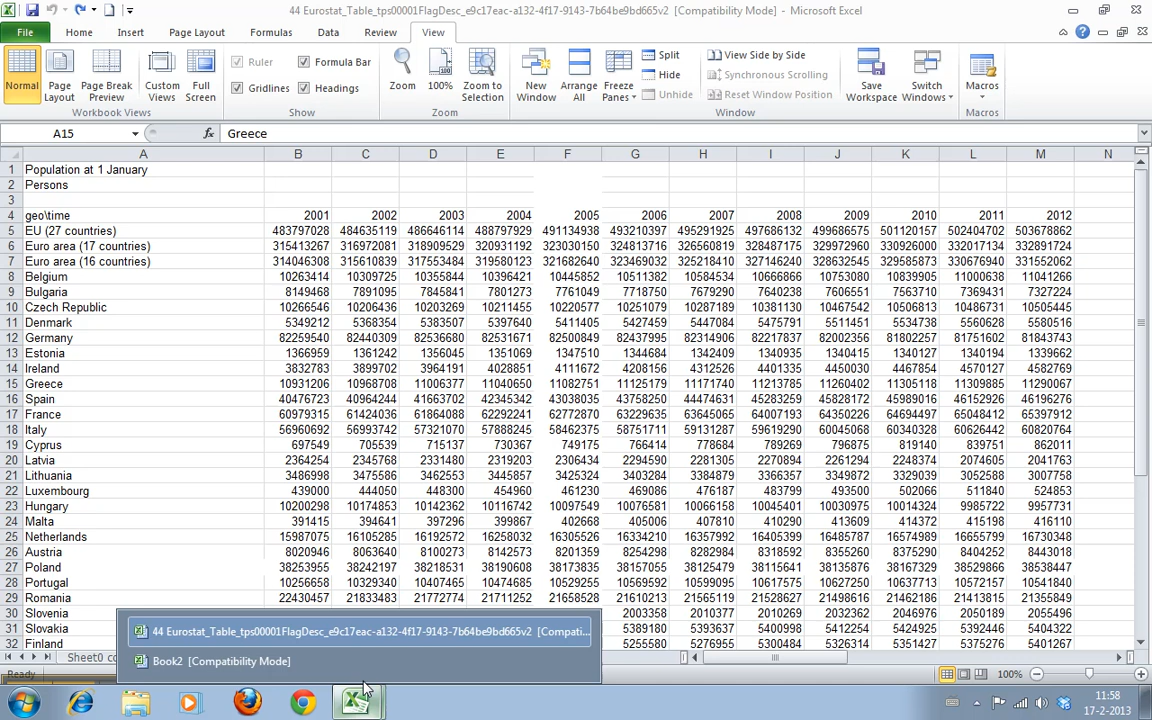 44 Eurostat_Table_tps00001FlagDesc_e9c17eac-a132-4f17-9143-7b64be9bd665v2 [Compatibility Mode] - Microsoft Excel
File Home Insert Page Layout Formulas Data Review View
Normal Page Layout Page Break Preview Custom Views Full Screen Ruler Formula Bar Gridlines Headings Zoom 100% Zoom to Selection New Window Arrange All Freeze Panes Split Hide Unhide View Side by Side Synchronous Scrolling Reset Window Position Save Workspace Switch Windows Macros
Workbook Views Show Zoom Window Macros
A15 fx Greece
A B C D E F G H I J K L M N
1 Population at 1 January
2 Persons
3
4 geo\time 2001 2002 2003 2004 2005 2006 2007 2008 2009 2010 2011 2012
5 EU (27 countries) 483797028 484635119 486646114 488797929 491134938 493210397 495291925 497686132 499686575 501120157 502404702 503678862
6 Euro area (17 countries) 315413267 316972081 318909529 320931192 323030150 324813716 326560819 328487175 329972960 330926000 332017134 332891724
7 Euro area (16 countries) 314046308 315610839 317553484 319580123 321682640 323469032 325218410 327146240 328632545 329585873 330676940 331552062
8 Belgium 10263414 10309725 10355844 10396421 10445852 10511382 10584534 10666866 10753080 10839905 11000638 11041266
9 Bulgaria 8149468 7891095 7845841 7801273 7761049 7718750 7679290 7640238 7606551 7563710 7369431 7327224
10 Czech Republic 10266546 10206436 10203269 10211455 10220577 10251079 10287189 10381130 10467542 10506813 10486731 10505445
11 Denmark 5349212 5368354 5383507 5397640 5411405 5427459 5447084 5475791 5511451 5534738 5560628 5580516
12 Germany 82259540 82440309 82536680 82531671 82500849 82437995 82314906 82217837 82002356 81802257 81751602 81843743
13 Estonia 1366959 1361242 1356045 1351069 1347510 1344684 1342409 1340935 1340415 1340127 1340194 1339662
14 Ireland 3832783 3899702 3964191 4028851 4111672 4208156 4312526 4401335 4450030 4467854 4570727 4582769
15 Greece 10931206 10968708 11006377 11040650 11082751 11125179 11171740 11213785 11260402 11305118 11309885 11290067
16 Spain 40476723 40964244 41663702 42345342 43038035 43758250 44474631 45283259 45828172 45989016 46152926 46196276
17 France 60979315 61424036 61864088 62292241 62772870 63229635 63645065 64007193 64350226 64694497 65048412 65397912
18 Italy 56960692 56993742 57321070 57888245 58462375 58751711 59131287 59619290 60045068 60340328 60626442 60820764
19 Cyprus 697549 705539 715137 730367 749175 766414 778684 789269 796875 819140 839751 862011
20 Latvia 2364254 2345768 2331480 2319203 2306434 2294590 2281305 2270894 2261294 2248374 2074605 2041763
21 Lithuania 3486998 3475586 3462553 3445857 3425324 3403284 3384879 3366357 3349872 3329039 3052588 3007758
22 Luxembourg 439000 444050 448300 454960 461230 469086 476187 483799 493500 502066 511840 524853
23 Hungary 10200298 10174853 10142362 10116742 10097549 10076581 10066158 10045401 10030975 10014324 9985722 9957731
24 Malta 391415 394641 397296 399867 402668 405006 407810 410290 413609 414372 415198 416110
25 Netherlands 15987075 16105285 16192572 16258032 16305526 16334210 16357992 16405399 16485787 16574989 16655799 16730348
26 Austria 8020946 8063640 8100273 8142573 8201359 8254298 8282984 8318592 8355260 8375290 8404252 8443018
27 Poland 38253955 38242197 38218531 38190608 38173835 38157055 38125479 38115641 38135876 38167329 38529866 38538447
28 Portugal 10256658 10329340 10407465 10474685 10529255 10569592 10599095 10617575 10627250 10637713 10572157 10541840
29 Romania 22430457 21833483 21772774 21711252 21658528 21610213 21565119 21528627 21498616 21462186 21413815 21355849
30 Slovenia 2003358 2010377 2010269 2032362 2046976 2050189 2055496
31 Slovakia 5389180 5393637 5400998 5412254 5424925 5392446 5404322
32 Finland 5255580 5276955 5300484 5326314 5351427 5375276 5401267
44 Eurostat_Table_tps00001FlagDesc_e9c17eac-a132-4f17-9143-7b64be9bd665v2 [Compati...
Book2 [Compatibility Mode]
Sheet0 co
Ready 100%
11:58
17-2-2013